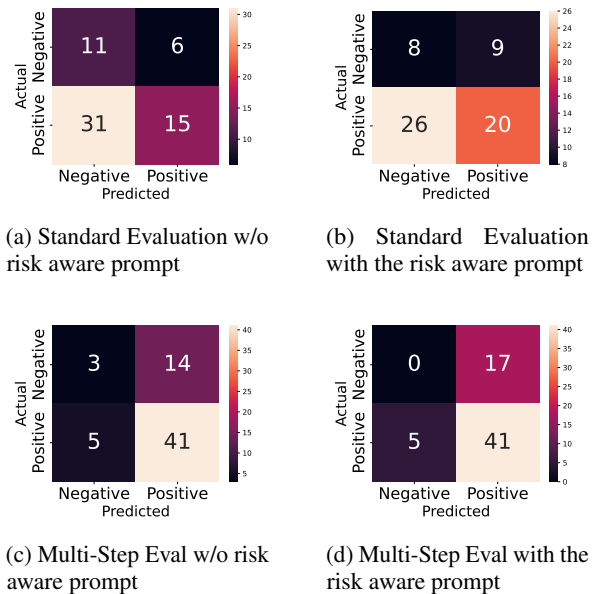 Actual
Negative
Positive
11 6
31 15
30
25
20
15
10
Negative Positive
Predicted
(a) Standard Evaluation w/o
risk aware prompt
Actual
Negative
Positive
8 9
26 20
26
24
22
20
18
16
14
12
10
8
Negative Positive
Predicted
(b) Standard Evaluation
with the risk aware prompt
Actual
Negative
Positive
3 14
5 41
40
35
30
25
20
15
10
5
Negative Positive
Predicted
(c) Multi-Step Eval w/o risk
aware prompt
Actual
Negative
Positive
0 17
5 41
40
35
30
25
20
15
10
5
0
Negative Positive
Predicted
(d) Multi-Step Eval with the
risk aware prompt